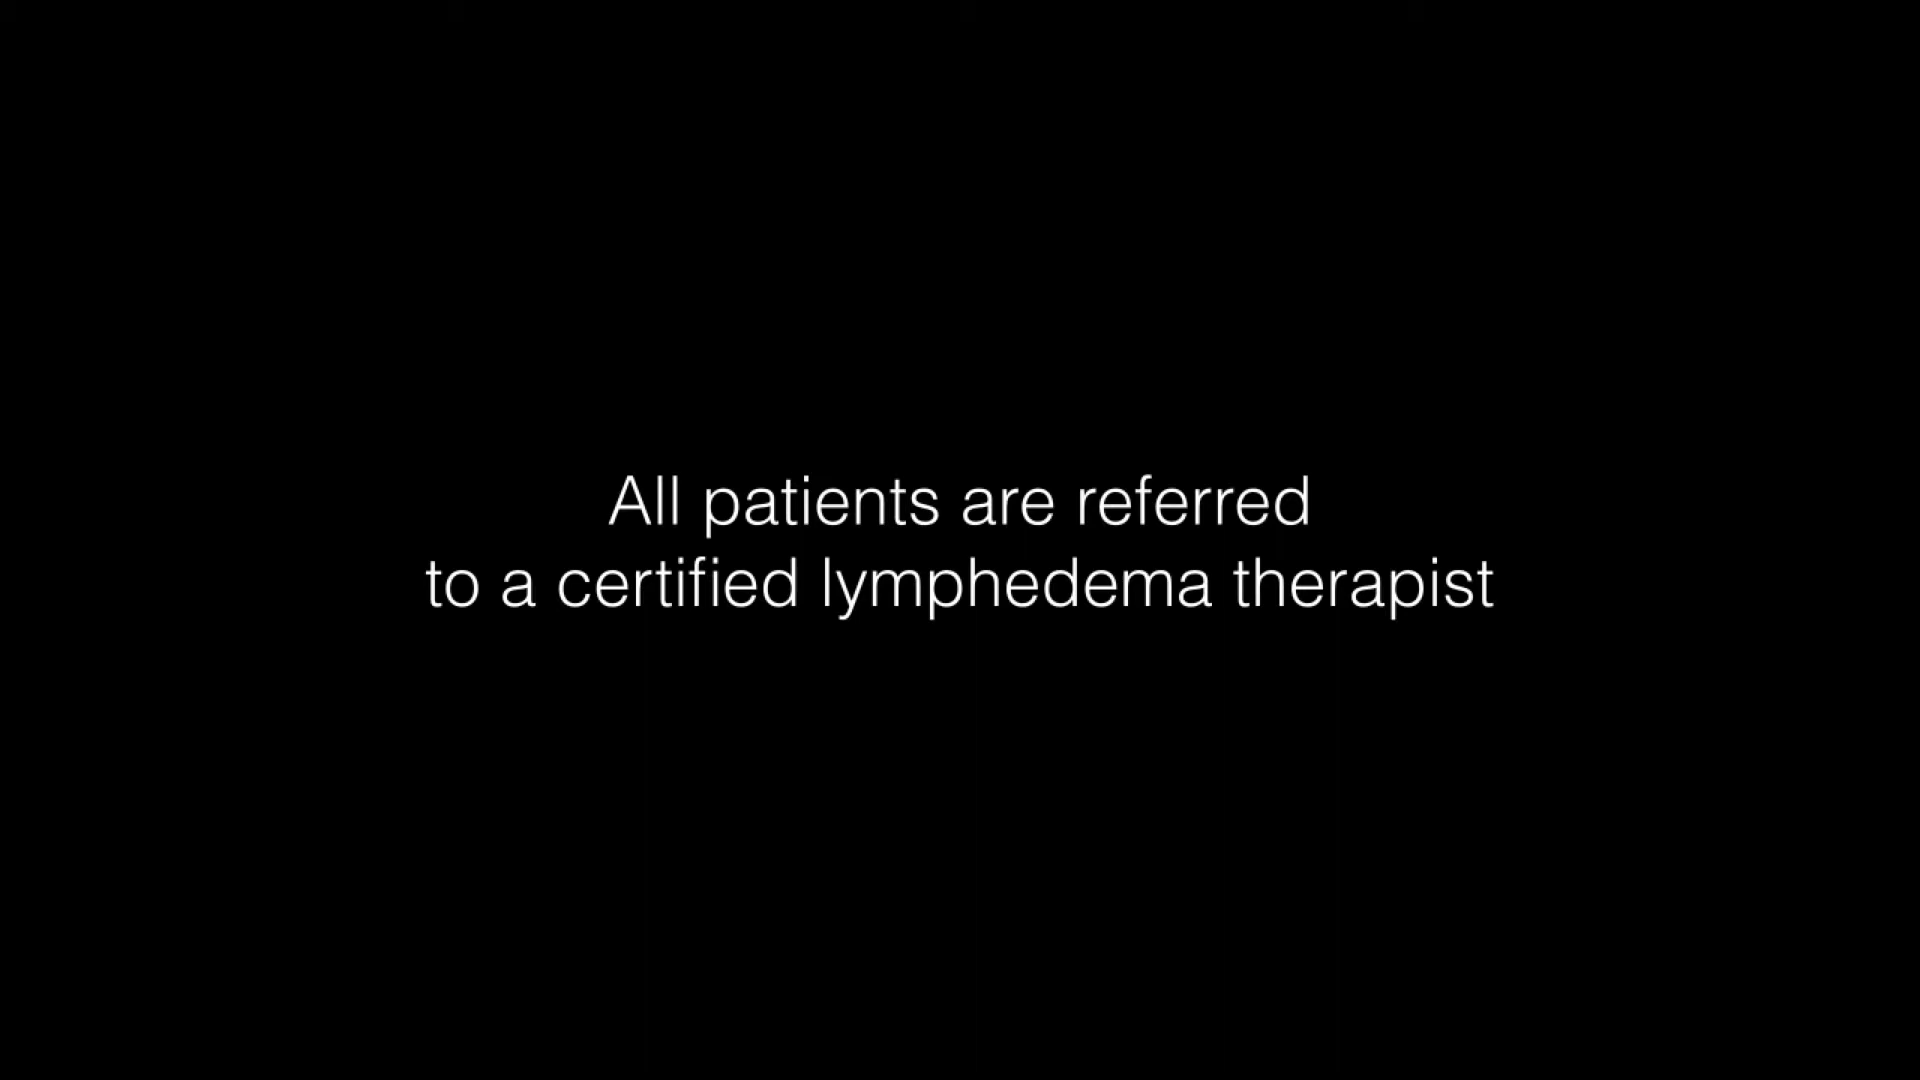 All patients are referred
to a certified lymphedema therapist